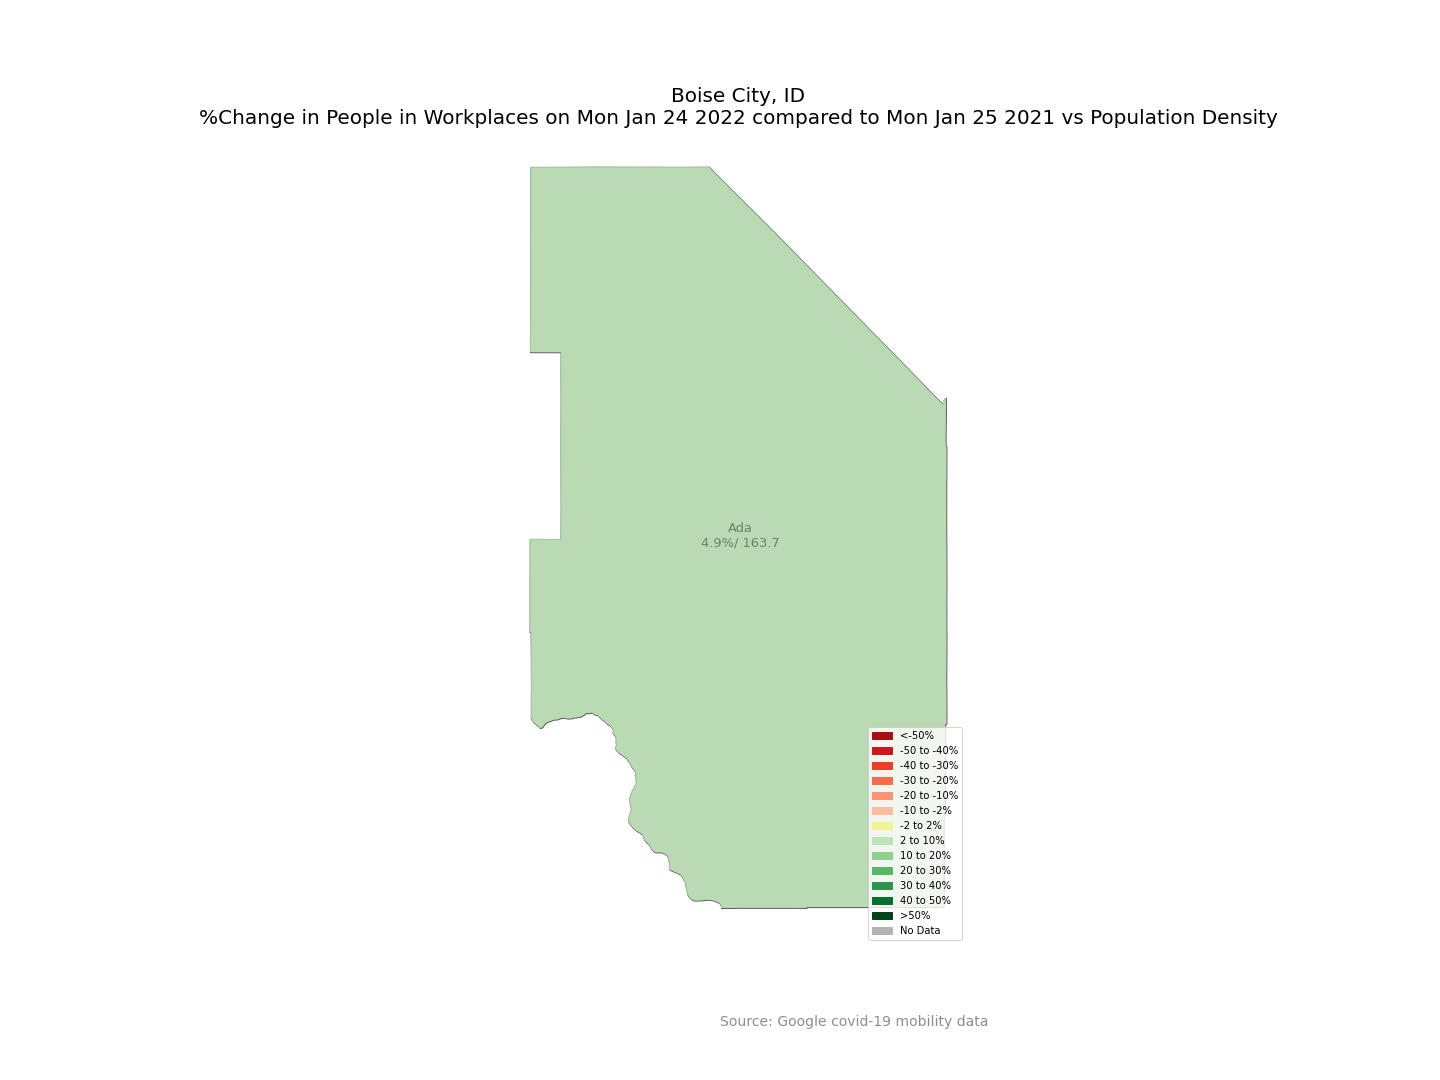 Boise City, ID
%Change in People in Workplaces on Mon Jan 24 2022 compared to Mon Jan 25 2021 vs Population Density
Ada
4.9%/ 163.7
<-50%
-50 to -40%
-40 to -30%
-30 to -20%
-20 to -10%
-10 to -2%
-2 to 2%
2 to 10%
10 to 20%
20 to 30%
30 to 40%
40 to 50%
>50%
No Data
Source: Google covid-19 mobility data